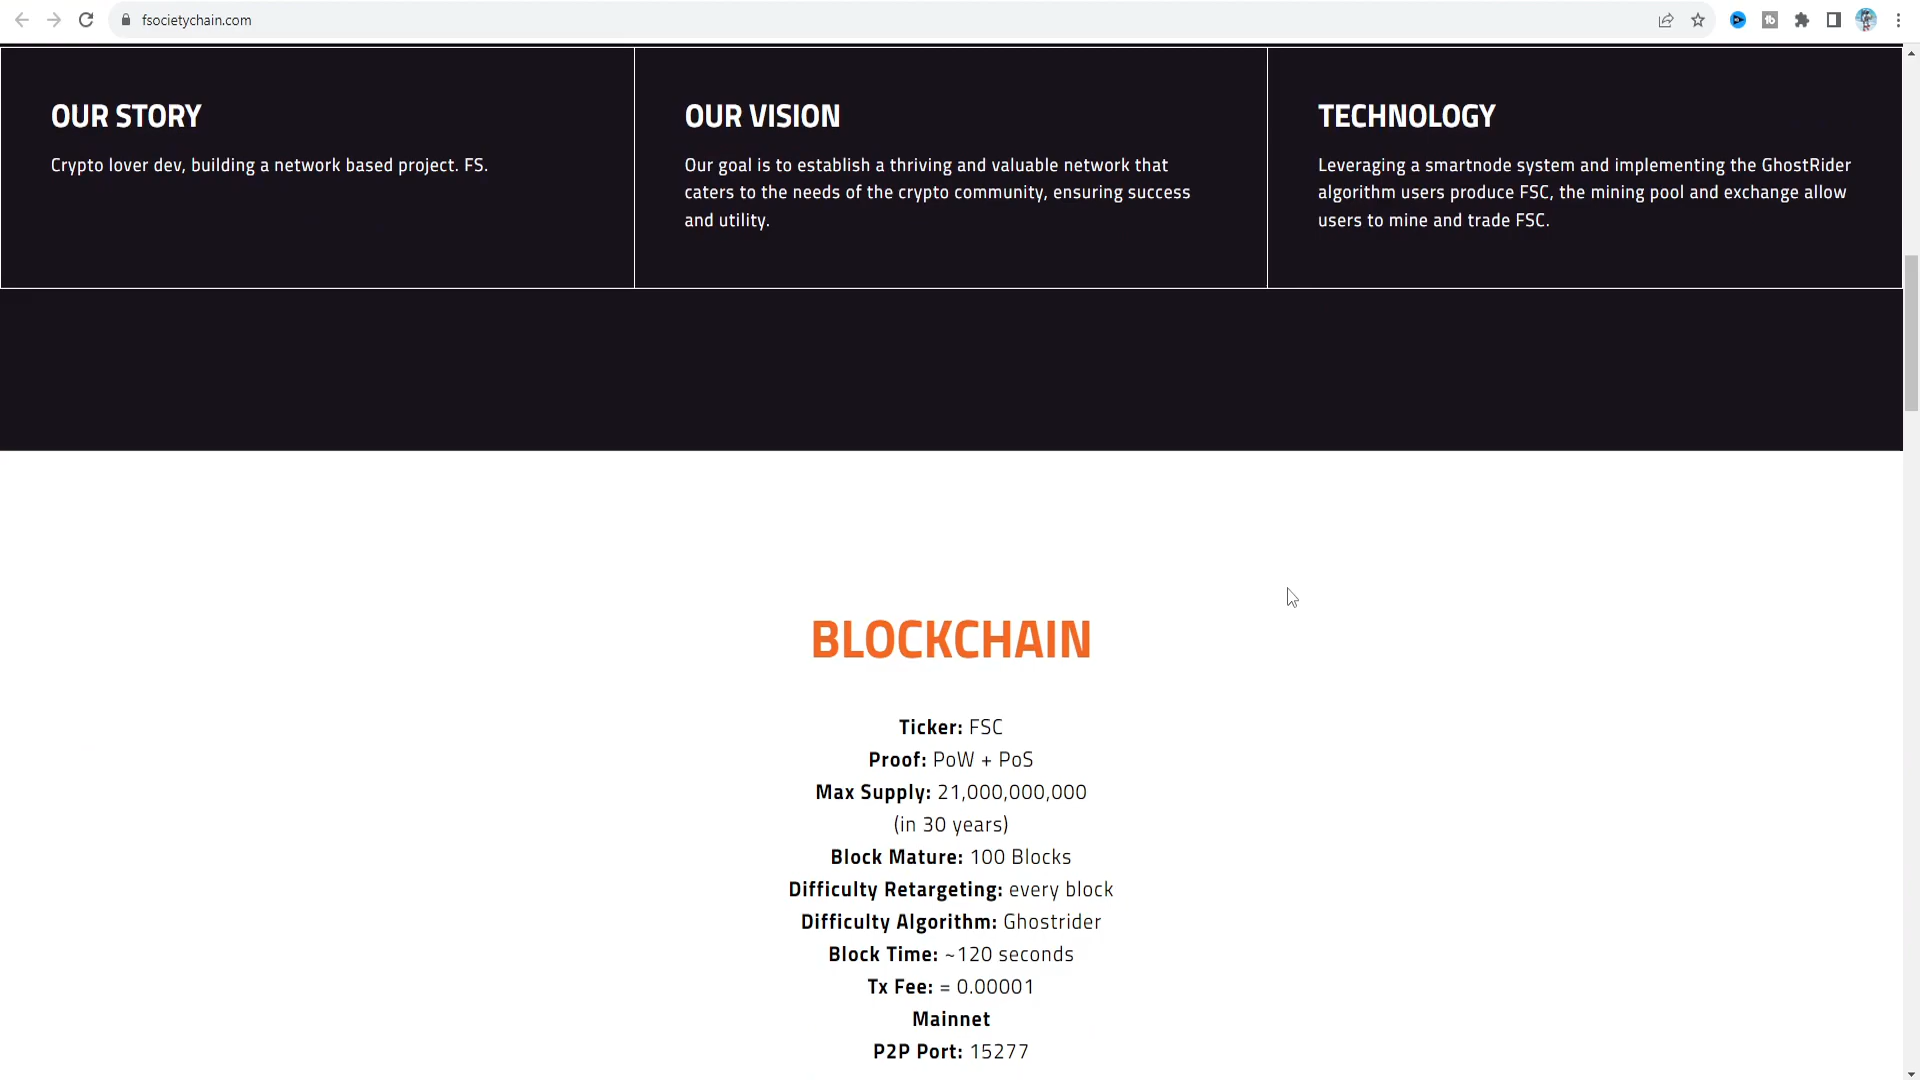 fsocietychain.com
OUR STORY
Crypto lover dev, building a network based project. FS.
OUR VISION
Our goal is to establish a thriving and valuable network that
caters to the needs of the crypto community, ensuring success
and utility.
TECHNOLOGY
Leveraging a smartnode system and implementing the GhostRider
algorithm users produce FSC, the mining pool and exchange allow
users to mine and trade FSC.
BLOCKCHAIN
Ticker: FSC
Proof: PoW + PoS
Max Supply: 21,000,000,000
(in 30 years)
Block Mature: 100 Blocks
Difficulty Retargeting: every block
Difficulty Algorithm: Ghostrider
Block Time: ~120 seconds
Tx Fee: = 0.00001
Mainnet
P2P Port: 15277